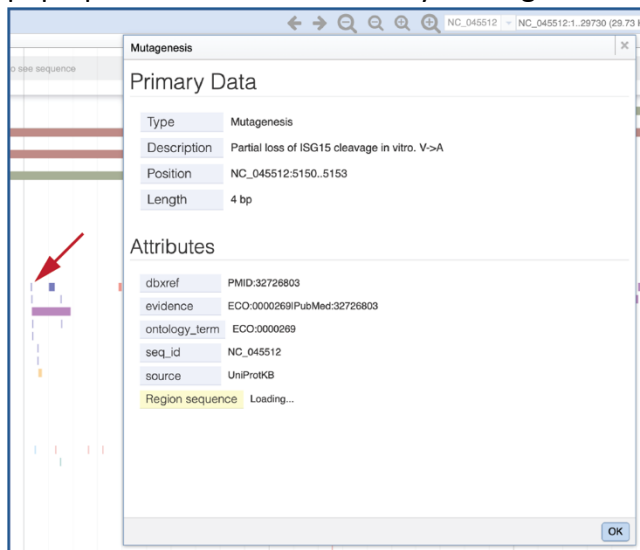 NC_045512 NC_045512:1..29730 (29.73
Mutagenesis
o see sequence
Primary Data
Type Mutagenesis
Description Partial loss of ISG15 cleavage in vitro. V->A
Position NC_045512:5150..5153
Length 4 bp
Attributes
dbxref PMID:32726803
evidence ECO:0000269|PubMed:32726803
ontology_term ECO:0000269
seq_id NC_045512
source UniProtKB
Region sequence Loading...
OK